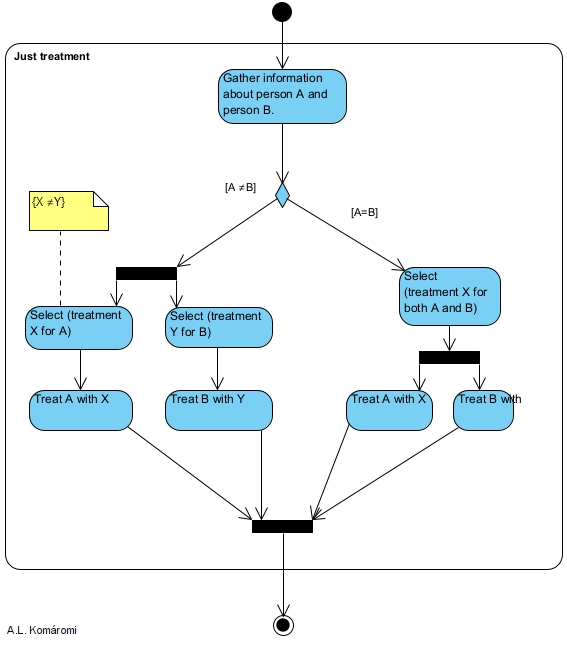 Just treatment
Gather information
about person A and
person B.
[A ≠B]
[A=B]
{X ≠Y}
Select (treatment
X for A)
Select (treatment
Y for B)
Select
(treatment X for
both A and B)
Treat A with X
Treat B with Y
Treat A with X
Treat B with
A.L. Komáromi